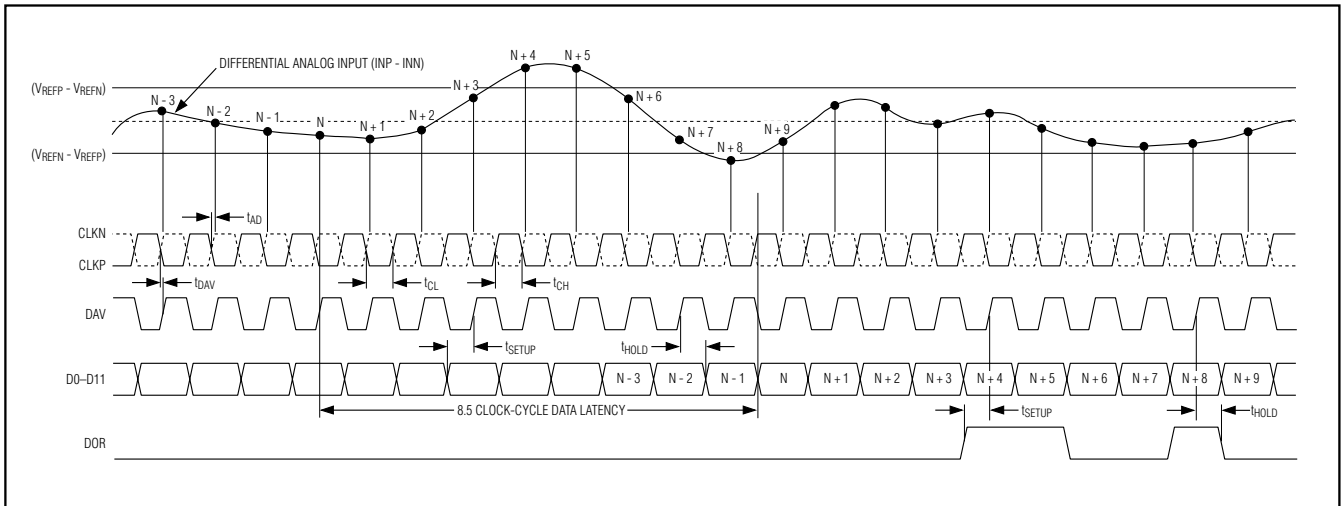 DIFFERENTIAL ANALOG INPUT (INP - INN)
(VREFP - VREFN)
(VREFN - VREFP)
N - 3
N - 2
N - 1
N
N + 1
N + 2
N + 3
N + 4
N + 5
N + 6
N + 7
N + 8
N + 9
tAD
CLKN
CLKP
tDAV
tCL
tCH
DAV
tSETUP
tHOLD
D0–D11
N - 3
N - 2
N - 1
N
N + 1
N + 2
N + 3
N + 4
N + 5
N + 6
N + 7
N + 8
N + 9
8.5 CLOCK-CYCLE DATA LATENCY
tSETUP
tHOLD
DOR